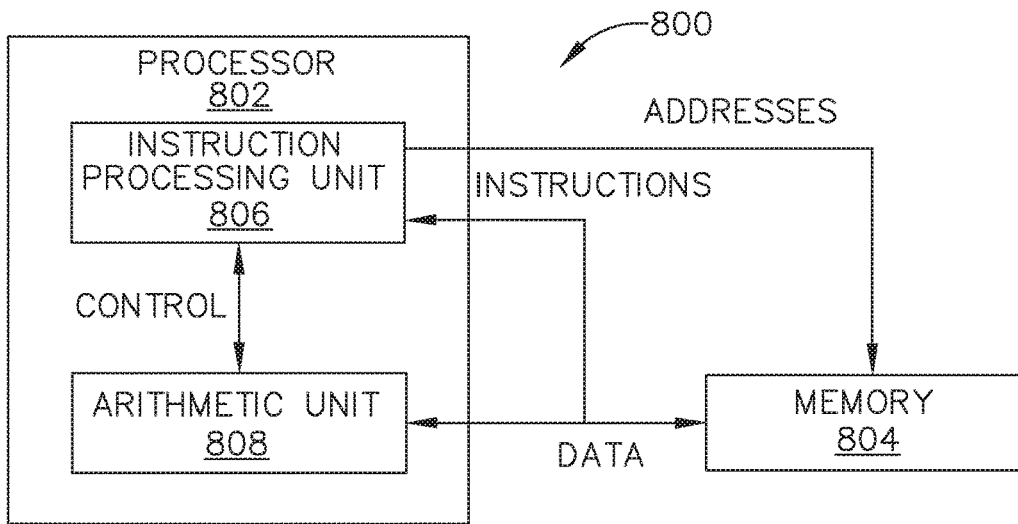 800
PROCESSOR
802
ADDRESSES
INSTRUCTION
PROCESSING UNIT
806
INSTRUCTIONS
CONTROL
ARITHMETIC UNIT
808
DATA
MEMORY
804